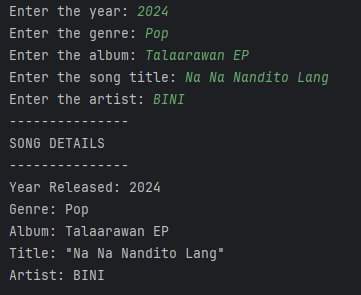 Enter the year: 2024
Enter the genre: Pop
Enter the album: Talaarawan EP
Enter the song title: Na Na Nandito Lang
Enter the artist: BINI
---------------
SONG DETAILS
---------------
Year Released: 2024
Genre: Pop
Album: Talaarawan EP
Title: "Na Na Nandito Lang"
Artist: BINI